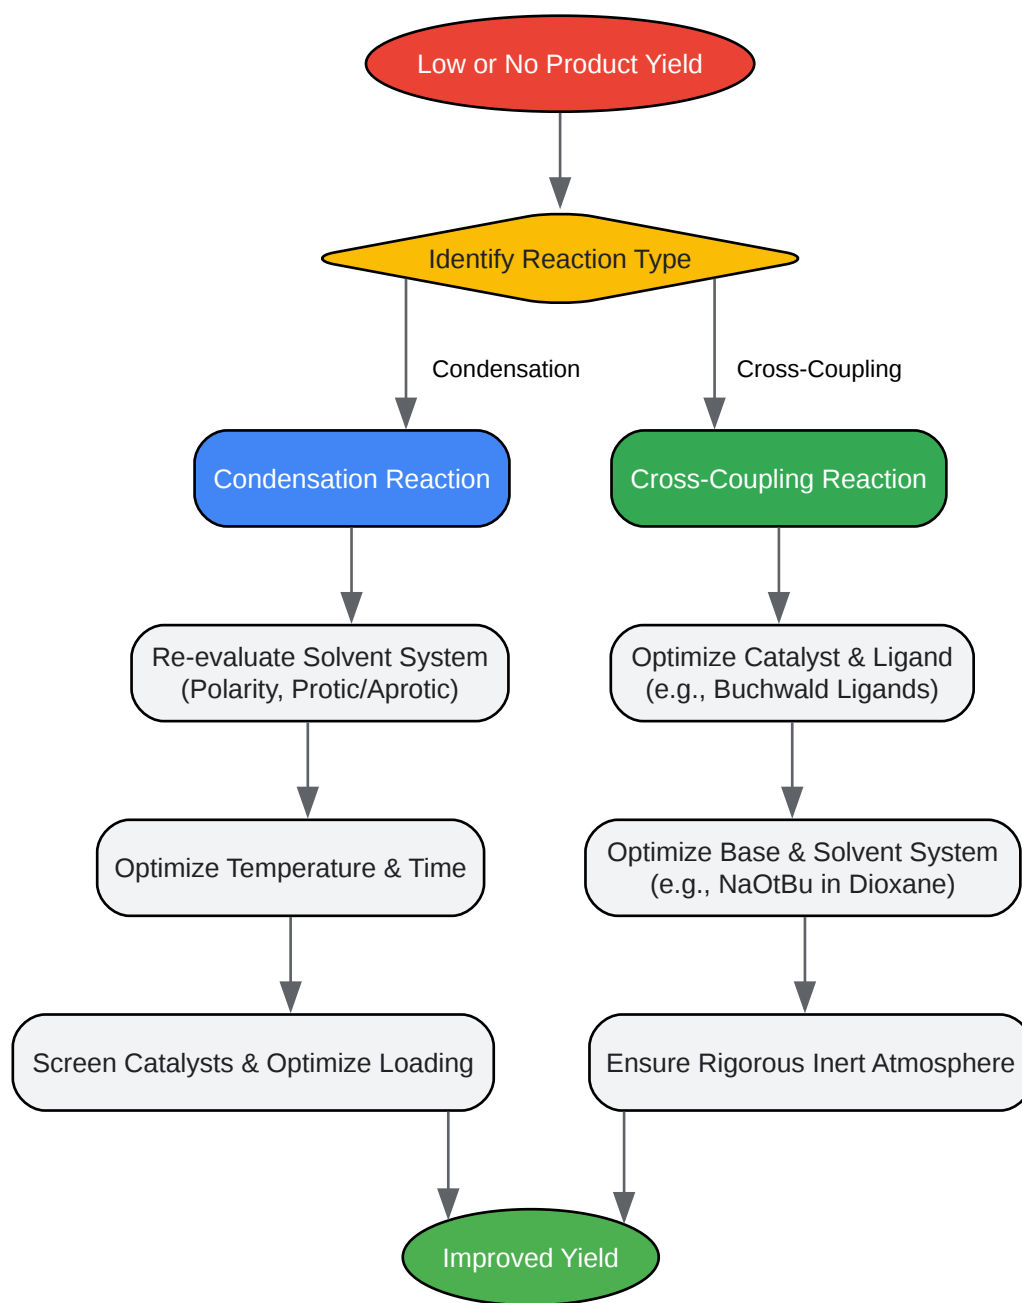 Low or No Product Yield
Identify Reaction Type
Condensation
Cross-Coupling
Condensation Reaction
Cross-Coupling Reaction
Re-evaluate Solvent System
(Polarity, Protic/Aprotic)
Optimize Catalyst & Ligand
(e.g., Buchwald Ligands)
Optimize Temperature & Time
Optimize Base & Solvent System
(e.g., NaOtBu in Dioxane)
Screen Catalysts & Optimize Loading
Ensure Rigorous Inert Atmosphere
Improved Yield